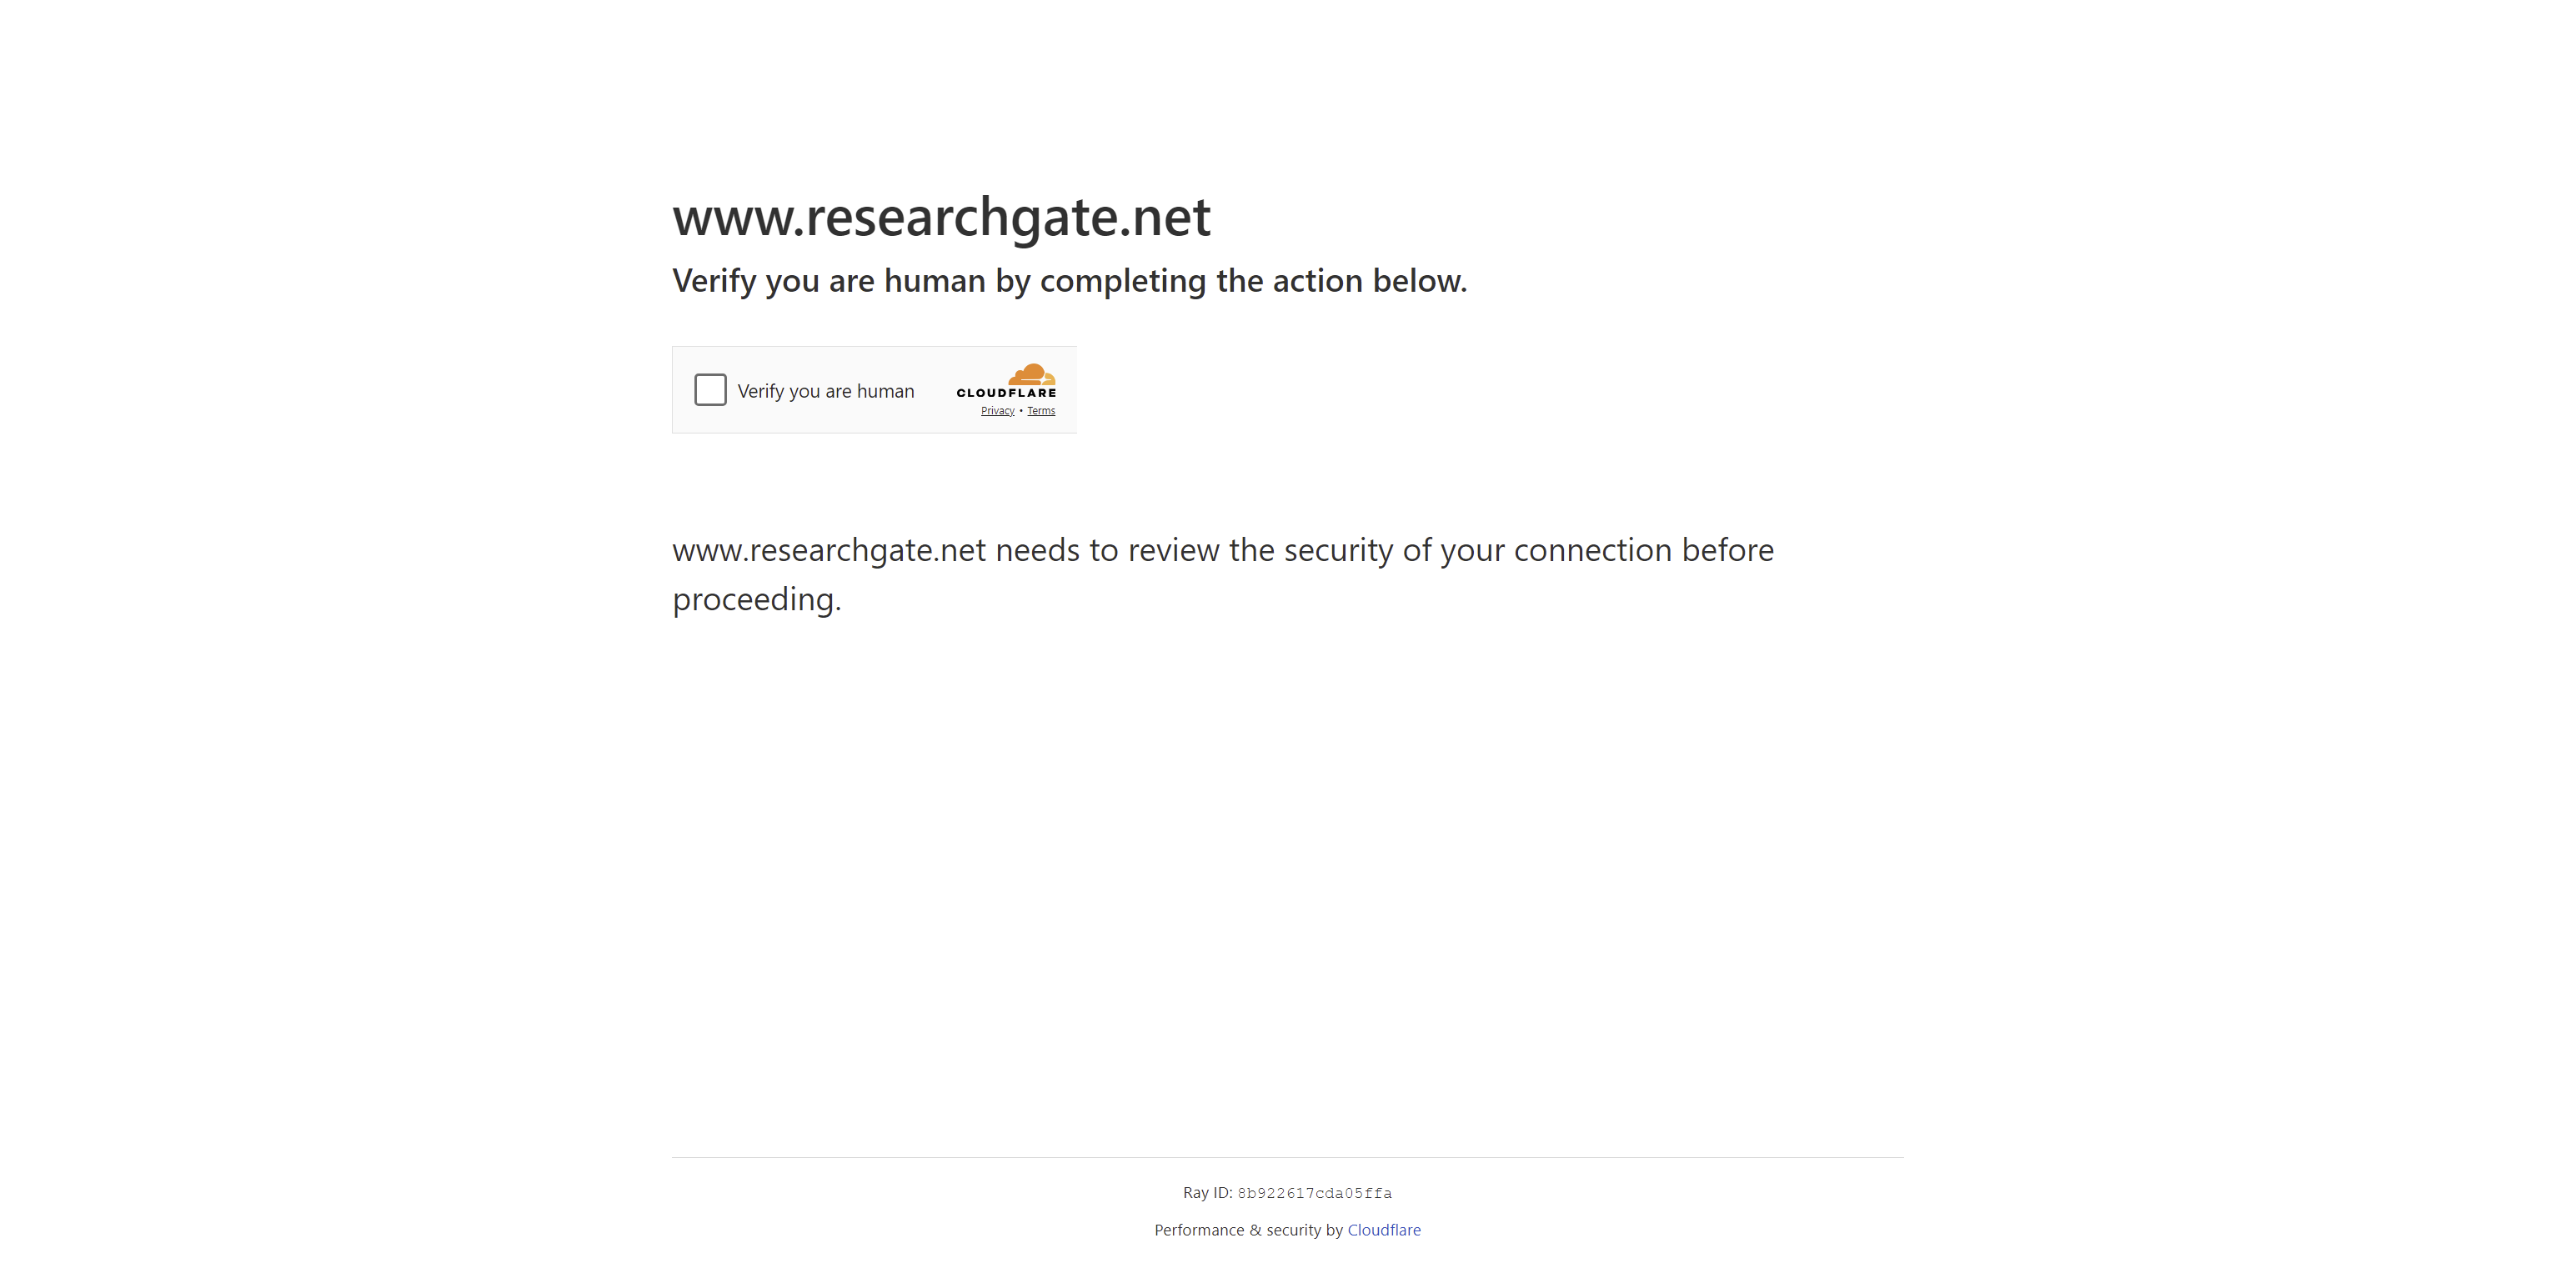 www.researchgate.net
Verify you are human by completing the action below.
Verify you are human
CLOUDFLARE
Privacy • Terms
www.researchgate.net needs to review the security of your connection before
proceeding.
Ray ID: 8b922617cda05ffa
Performance & security by Cloudflare